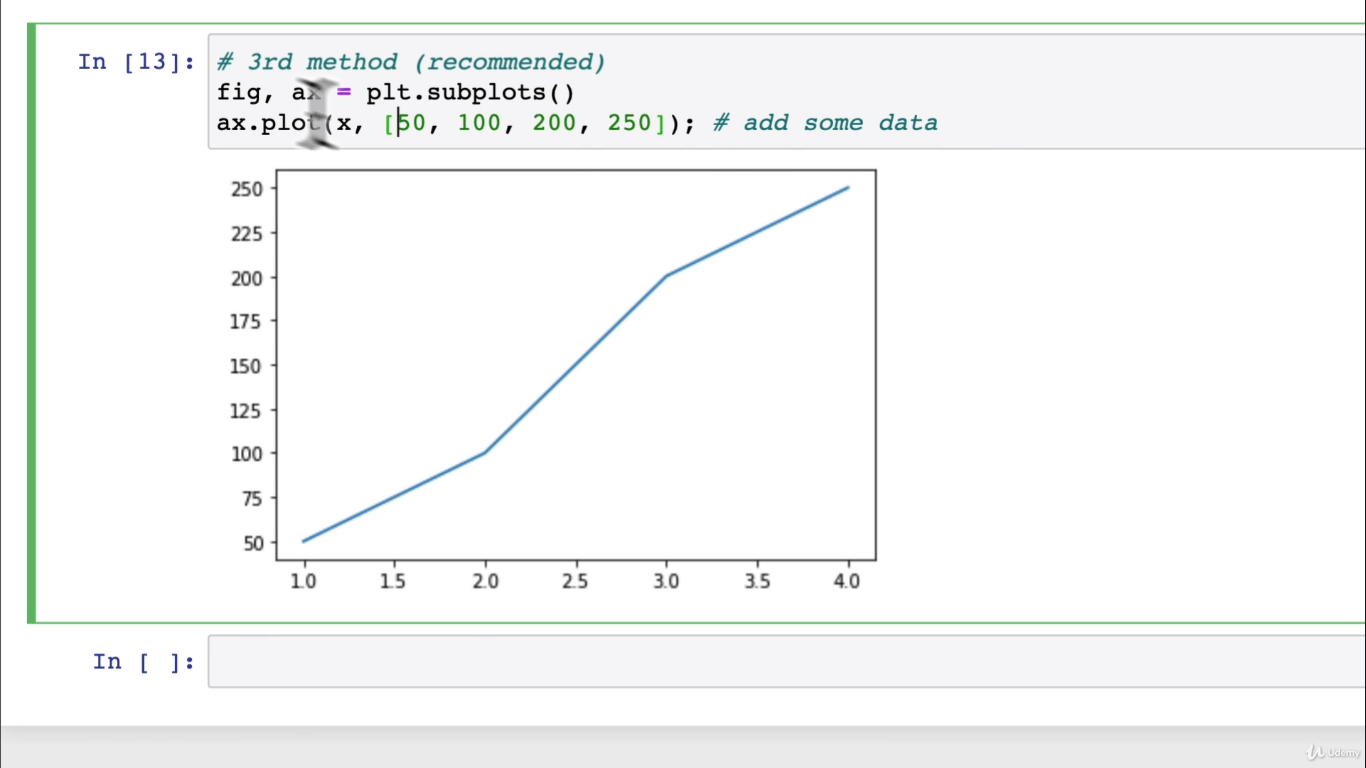 In [13]:
# 3rd method (recommended)
fig, ax = plt.subplots()
ax.plot(x, [50, 100, 200, 250]); # add some data
250
225
200
175
150
125
100
75
50
1.0 1.5 2.0 2.5 3.0 3.5 4.0
In [ ]:
Udemy